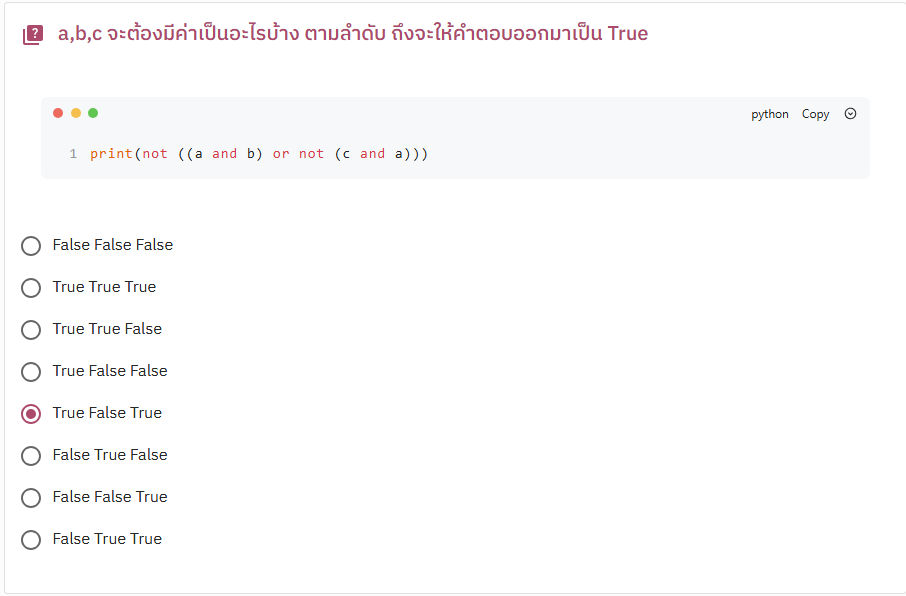 a,b,c จะต้องมีค่าเป็นอะไรบ้าง ตามลำดับ ถึงจะให้คำตอบออกมาเป็น True
python Copy
1 print(not ((a and b) or not (c and a)))
False False False
True True True
True True False
True False False
True False True
False True False
False False True
False True True